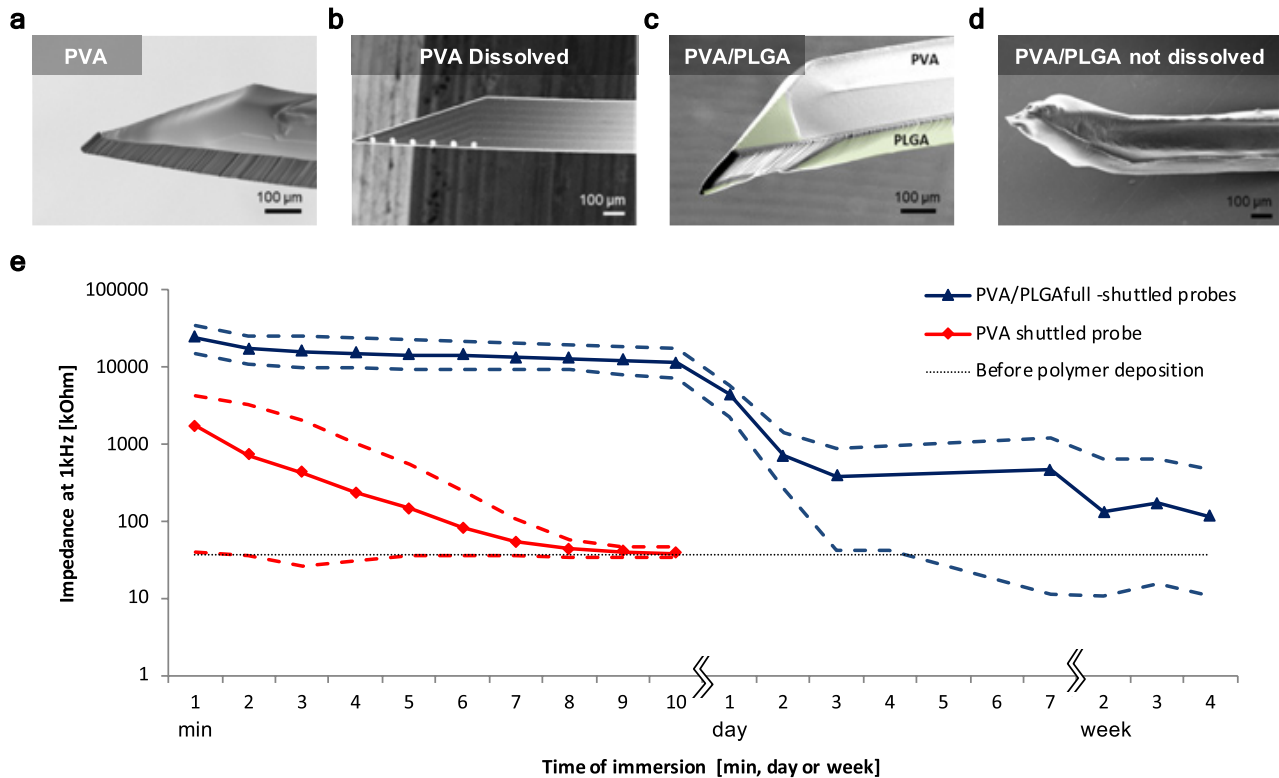 a b c d
PVA
PVA Dissolved
PVA/PLGA
PVA/PLGA not dissolved
PVA
PLGA
100 µm
100 µm
100 µm
100 µm
e
100000
10000
1000
100
10
1
Impedance at 1kHz [kOhm]
PVA/PLGAfull -shuttled probes
PVA shuttled probe
Before polymer deposition
1 2 3 4 5 6 7 8 9 10 1 2 3 5 6 7 2 3 4
min day week
Time of immersion [min, day or week]